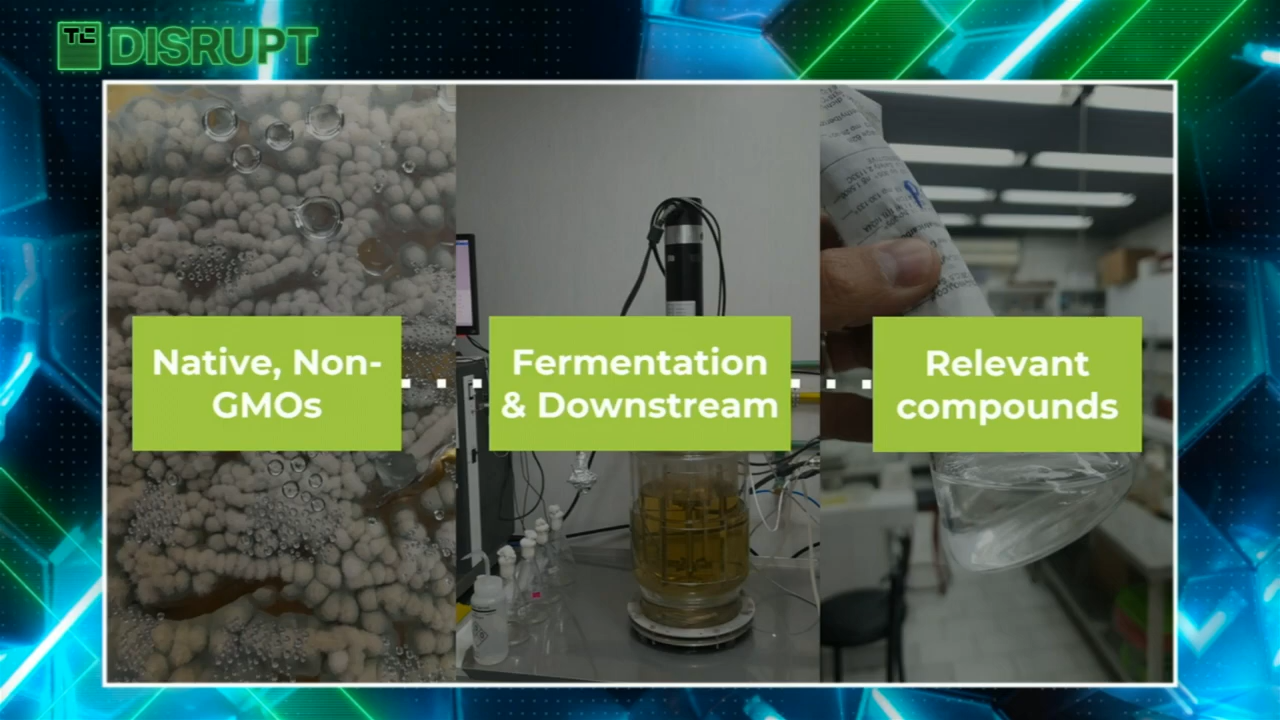 TC DISRUPT
Native, Non-
GMOs
Fermentation
& Downstream
Relevant
compounds